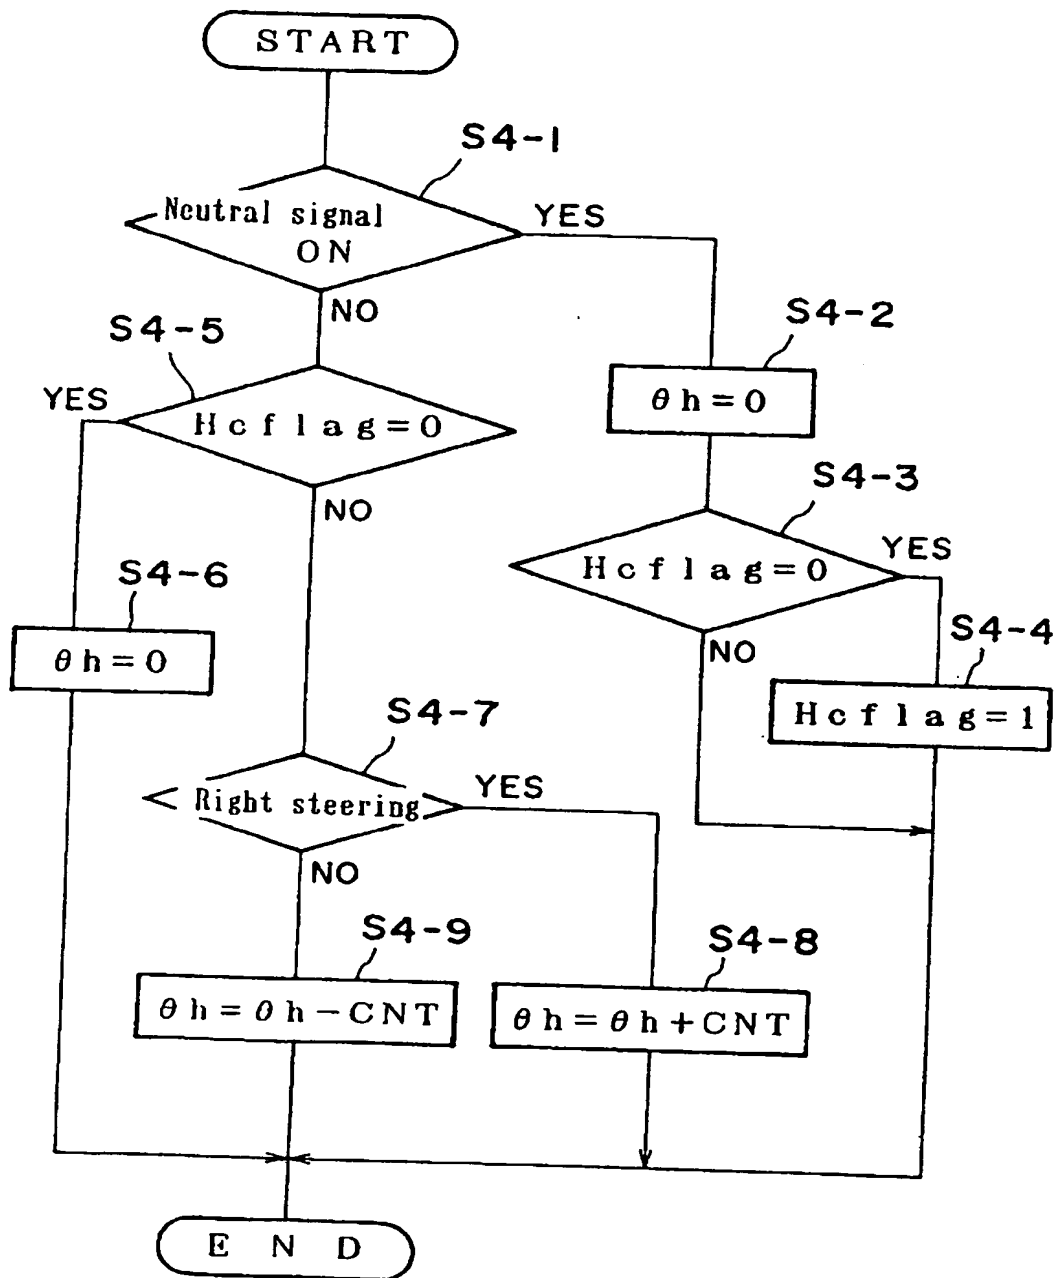 START
S4-1
Neutral signal
ON
YES
NO
S4-2
θh=0
S4-5
YES
Hcflag=0
NO
S4-3
Hcflag=0
YES
NO
S4-4
Hcflag=1
S4-6
θh=0
S4-7
Right steering
YES
NO
S4-9
θh=θh-CNT
S4-8
θh=θh+CNT
END